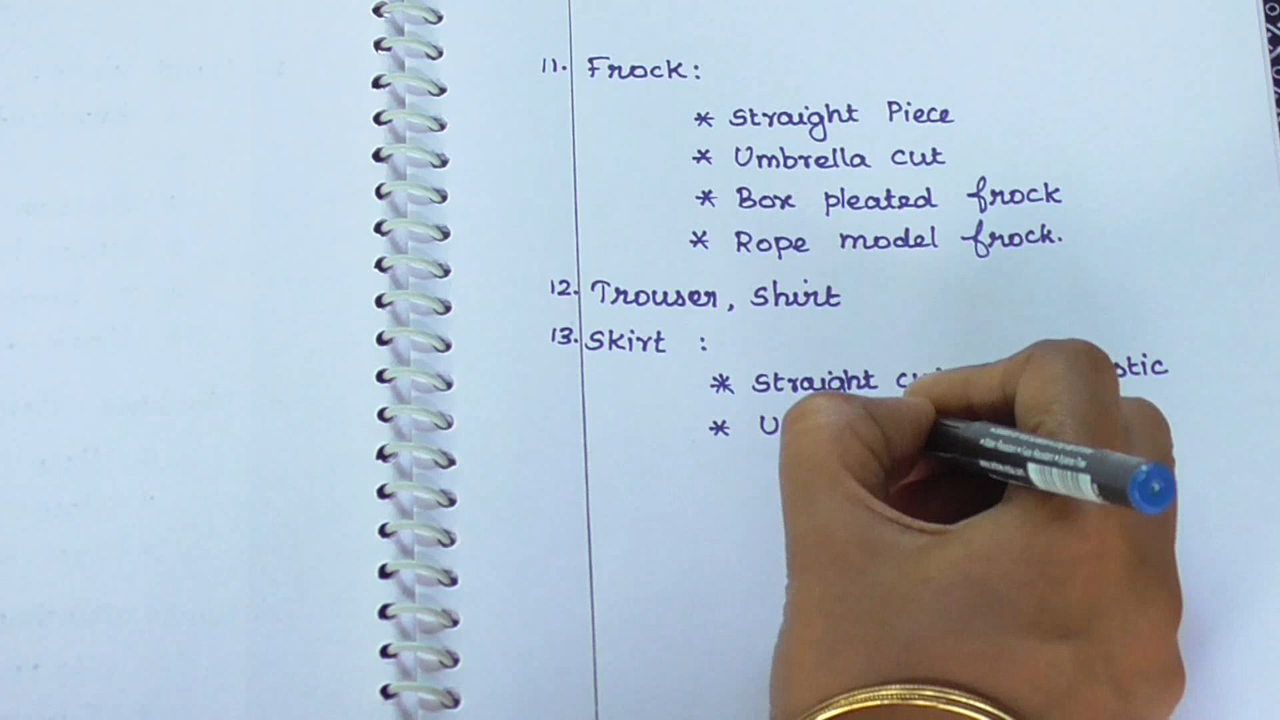 11. Frock:
* Straight Piece
* Umbrella cut
* Box pleated frock
* Rope model frock.
12. Trouser, Shirt
13. Skirt :
* Straight
*